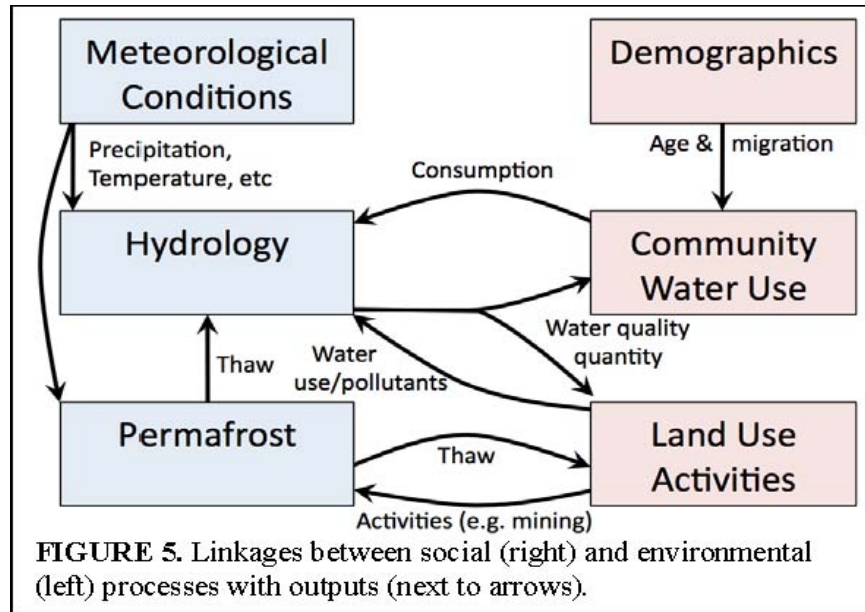 Meteorological
Conditions
Demographics
Precipitation,
Temperature, etc
Age & migration
Consumption
Hydrology
Community
Water Use
Water quality
quantity
Thaw
Water
use/pollutants
Permafrost
Thaw
Land Use
Activities
Activities (e.g. mining)
FIGURE 5. Linkages between social (right) and environmental
(left) processes with outputs (next to arrows).